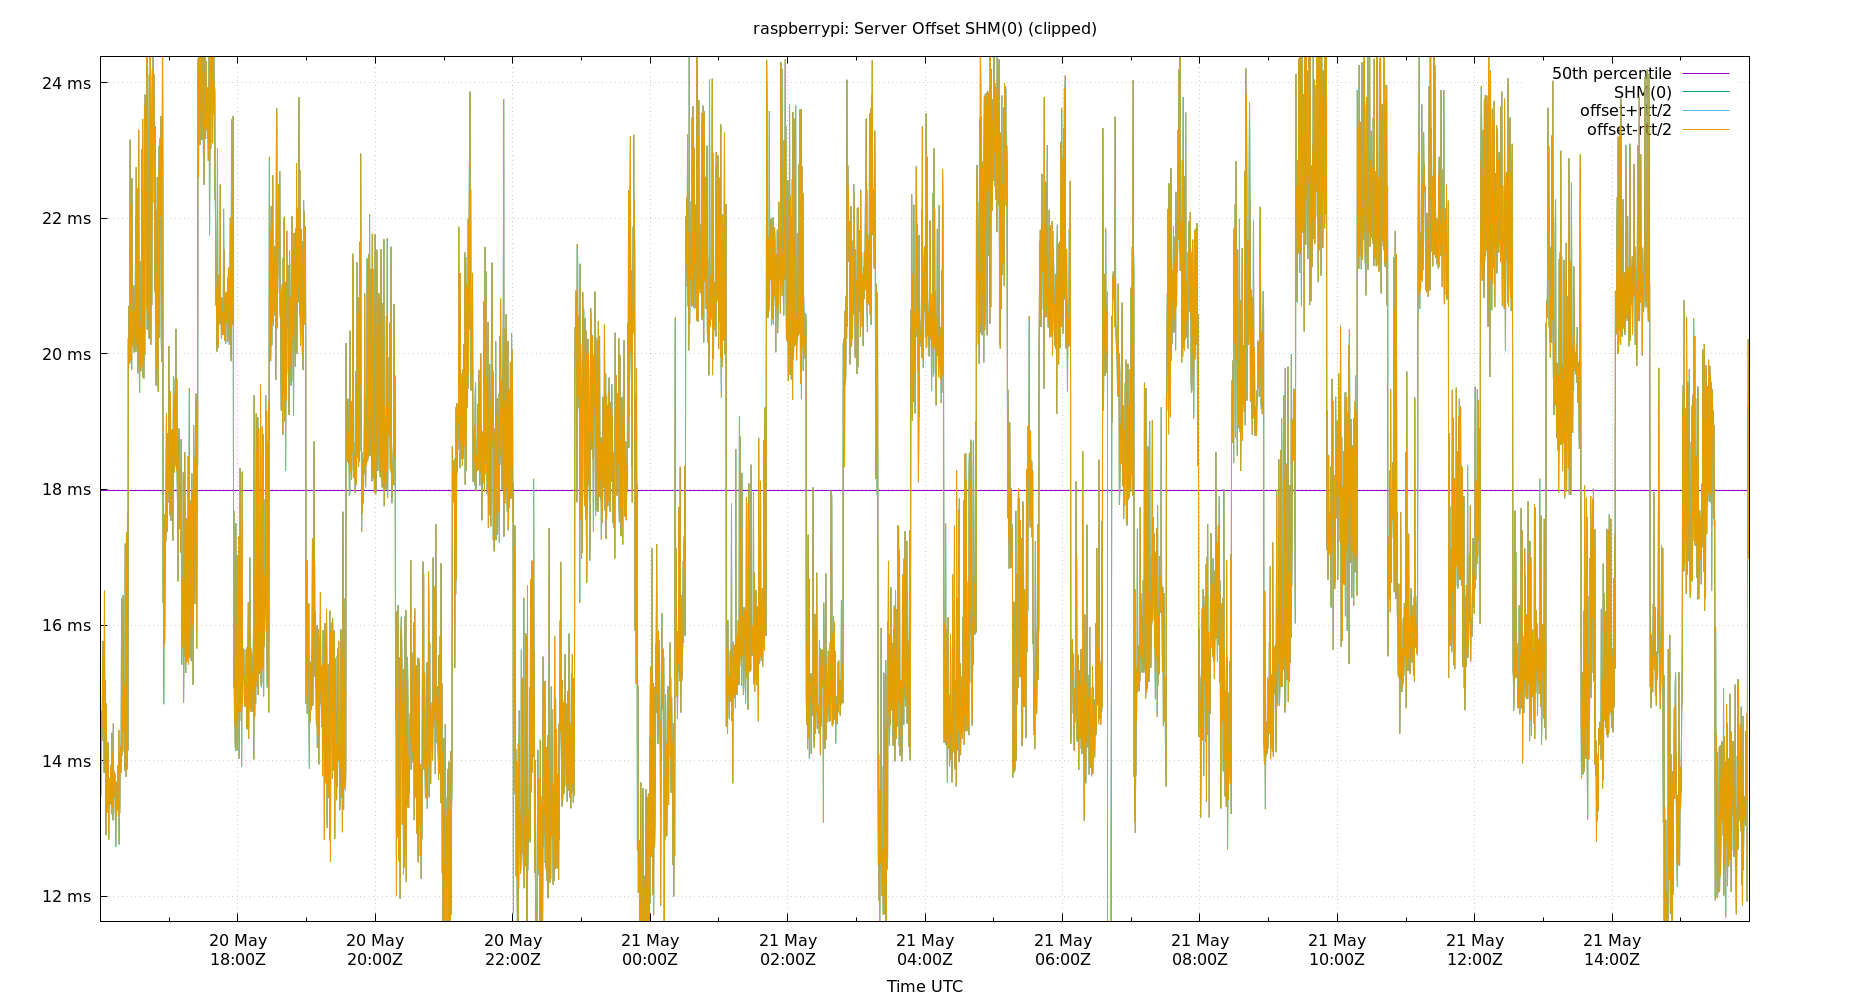 raspberrypi: Server Offset SHM(0) (clipped)
24 ms
22 ms
20 ms
18 ms
16 ms
14 ms
12 ms
50th percentile
SHM(0)
offset+rtt/2
offset-rtt/2
20 May
18:00Z
20 May
20:00Z
20 May
22:00Z
21 May
00:00Z
21 May
02:00Z
21 May
04:00Z
21 May
06:00Z
21 May
08:00Z
21 May
10:00Z
21 May
12:00Z
21 May
14:00Z
Time UTC